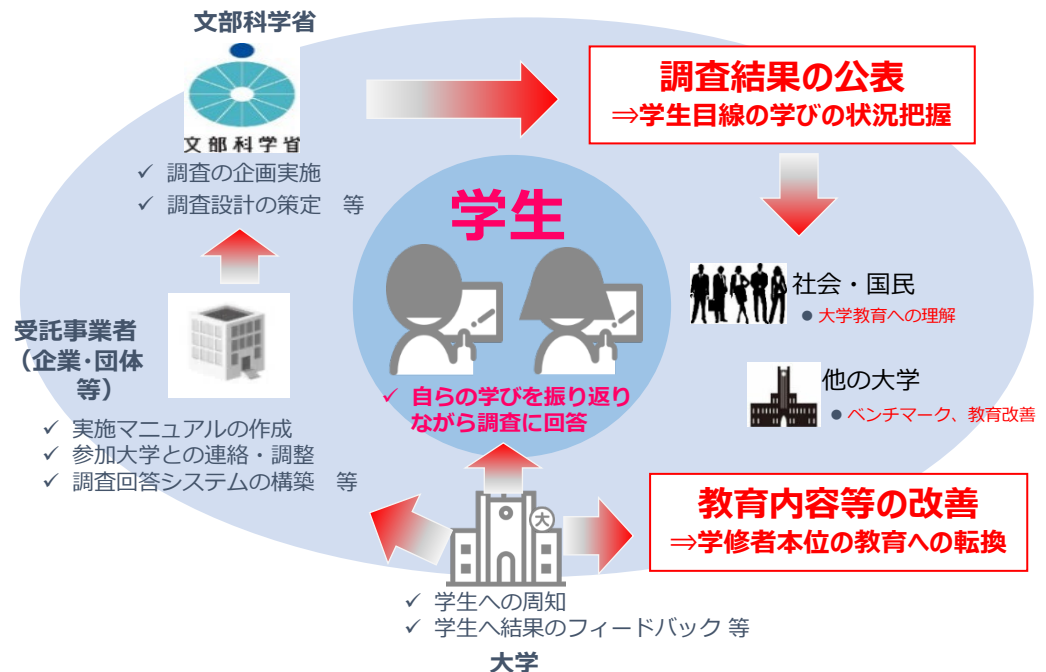 文部科学省
文部科学省
✓ 調査の企画実施
✓ 調査設計の策定　等
調査結果の公表
⇒学生目線の学びの状況把握
学生
✓ 自らの学びを振り返り
ながら調査に回答
社会・国民
● 大学教育への理解
他の大学
● ベンチマーク、教育改善
受託事業者
（企業・団体
等）
✓ 実施マニュアルの作成
✓ 参加大学との連絡・調整
✓ 調査回答システムの構築　等
教育内容等の改善
⇒学修者本位の教育への転換
大
✓ 学生への周知
✓ 学生へ結果のフィードバック 等
大学